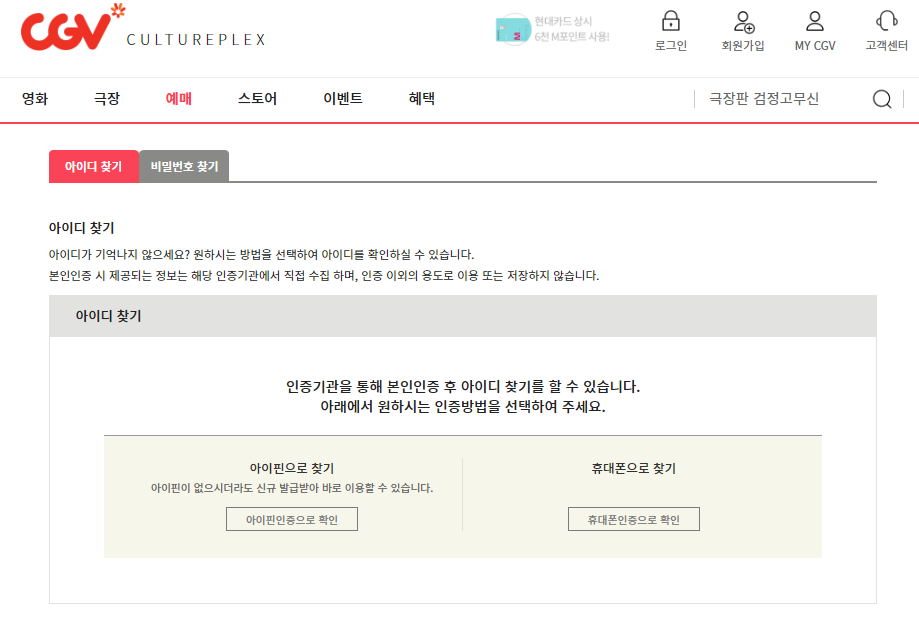 CGV CULTUREPLEX
현대카드 상시
6천 M포인트 사용!
로그인
회원가입
MY CGV
고객센터
영화
극장
예매
스토어
이벤트
혜택
극장판 검정고무신
아이디 찾기
비밀번호 찾기
아이디 찾기
아이디가 기억나지 않으세요? 원하시는 방법을 선택하여 아이디를 확인하실 수 있습니다.
본인인증 시 제공되는 정보는 해당 인증기관에서 직접 수집 하며, 인증 이외의 용도로 이용 또는 저장하지 않습니다.
아이디 찾기
인증기관을 통해 본인인증 후 아이디 찾기를 할 수 있습니다.
아래에서 원하시는 인증방법을 선택하여 주세요.
아이핀으로 찾기
아이핀이 없으시더라도 신규 발급받아 바로 이용할 수 있습니다.
아이핀인증으로 확인
휴대폰으로 찾기
휴대폰인증으로 확인